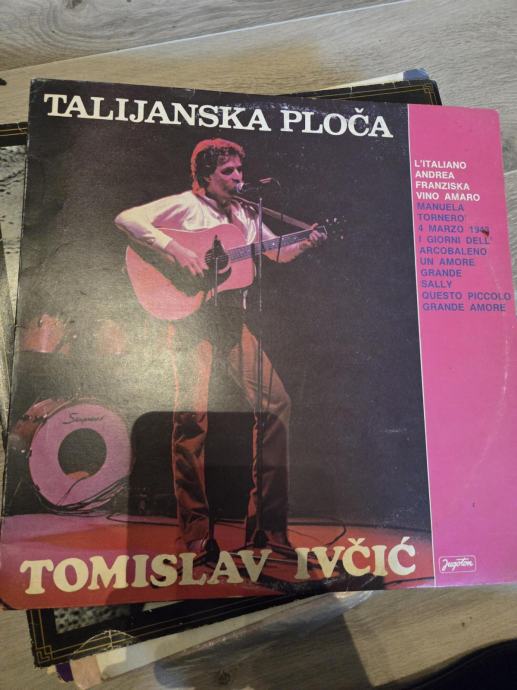 TALIJANSKA PLOČA
L'ITALIANO
ANDREA
FRANZISKA
VINO AMARO
MANUELA
TORNERO'
4 MARZO 1943
I GIORNI DELL'
ARCOBALENO
UN AMORE
GRANDE
SALLY
QUESTO PICCOLO
GRANDE AMORE
TOMISLAV IVČIĆ
Jugoton